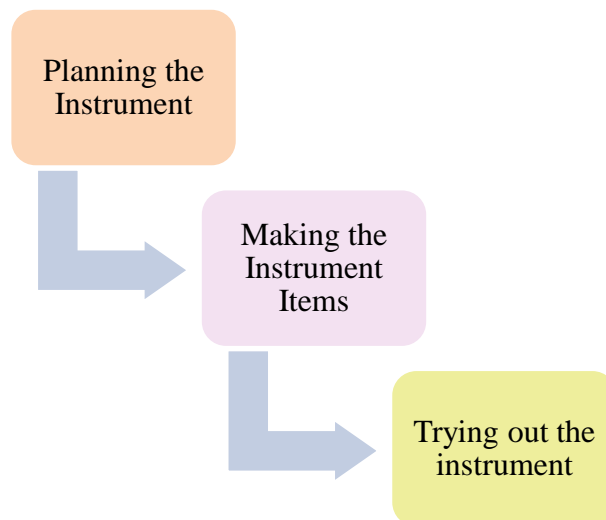 Planning the
Instrument
Making the
Instrument
Items
Trying out the
instrument